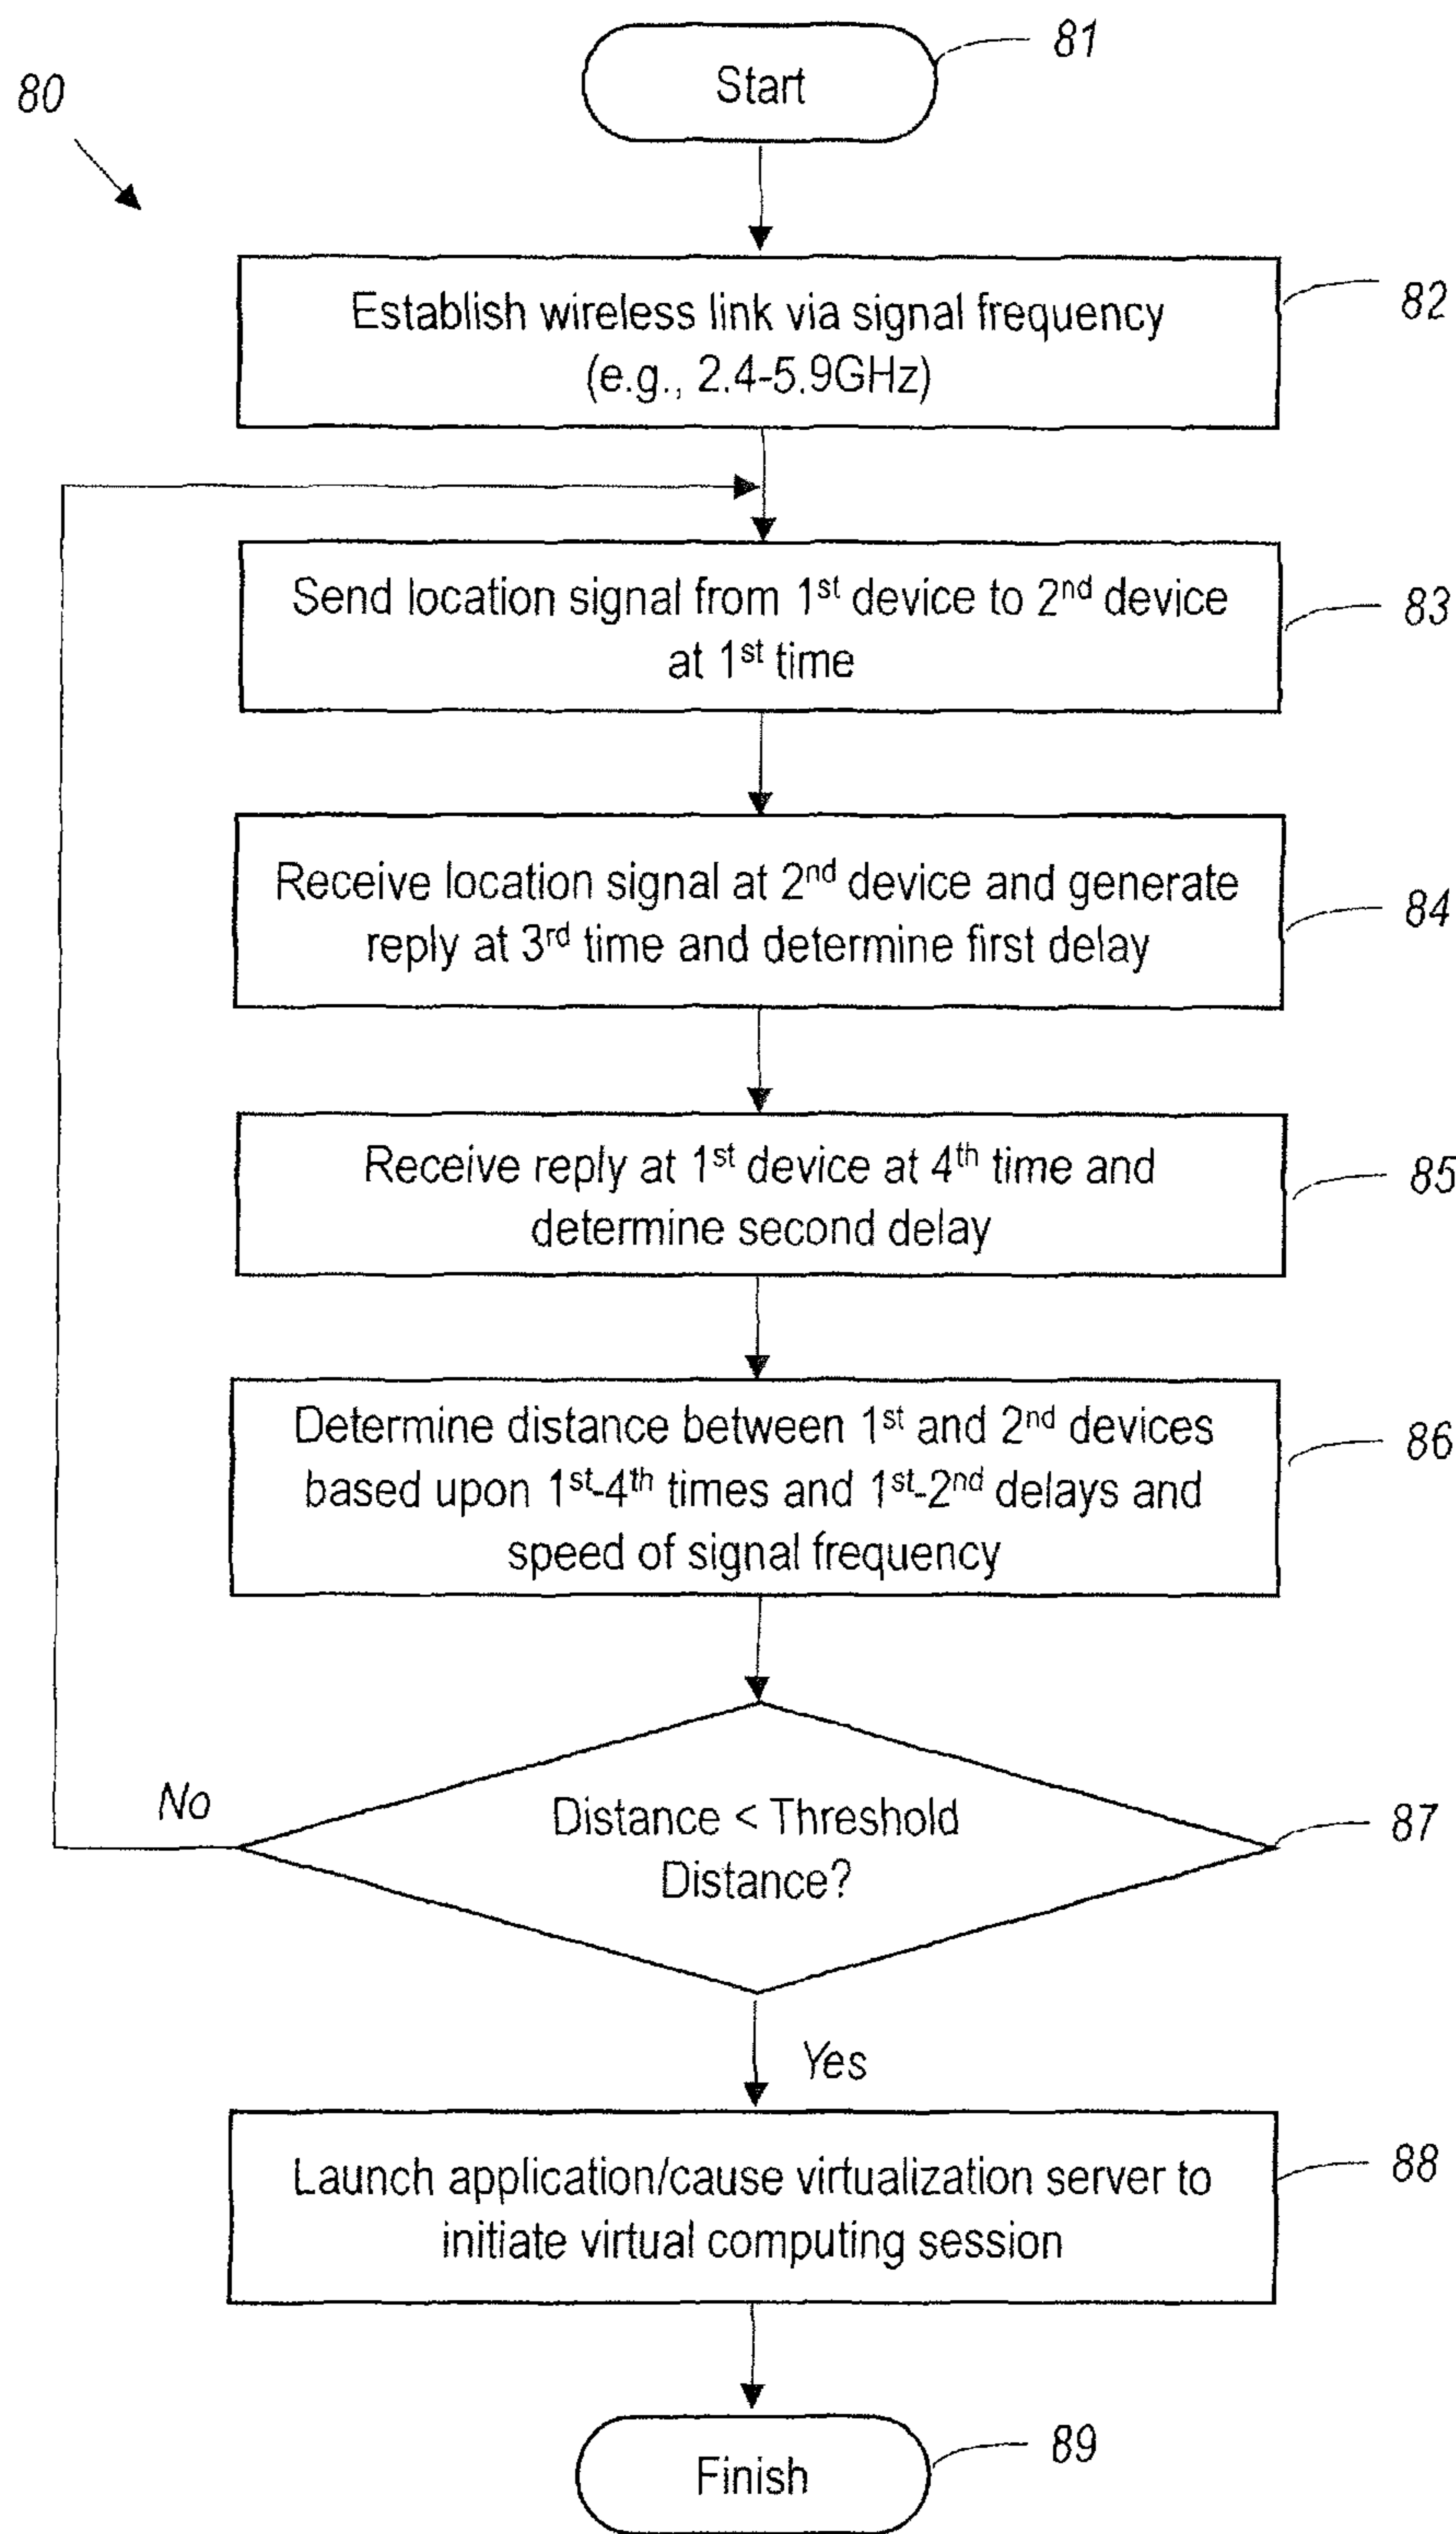 81
Start
80
82
Establish wireless link via signal frequency
(e.g., 2.4-5.9GHz)
83
Send location signal from 1st device to 2nd device
at 1st time
84
Receive location signal at 2nd device and generate
reply at 3rd time and determine first delay
85
Receive reply at 1st device at 4th time and
determine second delay
86
Determine distance between 1st and 2nd devices
based upon 1st-4th times and 1st-2nd delays and
speed of signal frequency
No
87
Distance < Threshold
Distance?
Yes
88
Launch application/cause virtualization server to
initiate virtual computing session
89
Finish